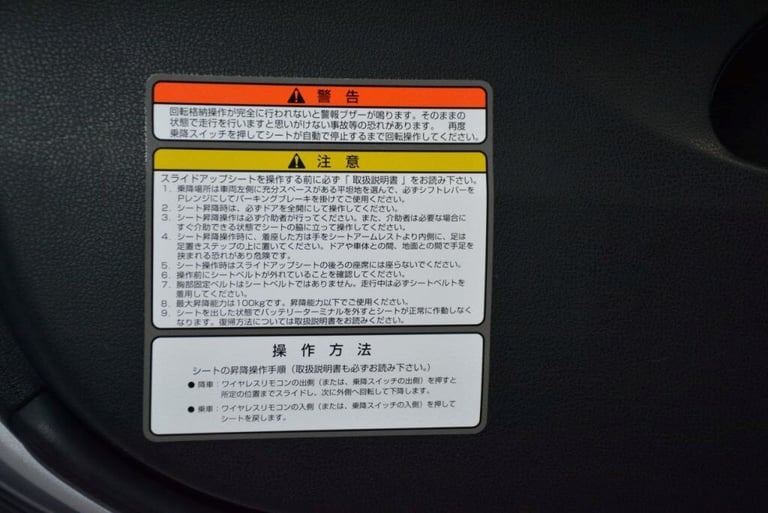 警告
回転格納操作が完全に行われないと警報ブザーが鳴ります。そのままの
状態で走行を行いますと思いがけない事故等の恐れがあります。 再度
乗降スイッチを押してシートが自動で停止するまで回転操作してください。
注意
スライドアップシートを操作する前に必ず「 取扱説明書 」をお読み下さい。
1. 乗降場所は車両左側に充分スペースがある平坦地を選んで、必ずシフトレバーを
Pレンジにしてパーキングブレーキを掛けてご使用ください。
2. シート昇降時は、必ずドアを全開にして操作してください。
3. シート昇降操作は必ず介助者が行ってください。また、介助者は必要な場合に
すぐ介助できる状態でシートの脇に立って操作してください。
4. シート昇降操作時に、着座した方は手をシートアームレストより内側に、足は
足置きステップの上に置いてください。ドアや車体との間、地面との間で手足を
挟まれる恐れがあり危険です。
5. シート操作時はスライドアップシートの後ろの座席には座らないでください。
6. 操作前にシートベルトが外れていることを確認してください。
7. 胸部固定ベルトはシートベルトではありません。走行中は必ずシートベルトを
着用してください。
8. 最大昇降能力は100kgです。昇降能力以下でご使用ください。
9. シートを出した状態でバッテリーターミナルを外すとシートが正常に作動しなく
なります。復帰方法については取扱説明書をお読みください。
操作方法
シートの昇降操作手順（取扱説明書も必ずお読み下さい。）
● 降車：ワイヤレスリモコンの出側（または、乗降スイッチの出側）を押すと
所定の位置までスライドし、次に外側へ回転して下降します。
● 乗車：ワイヤレスリモコンの入側（または、乗降スイッチの入側）を押して
シートを戻します。